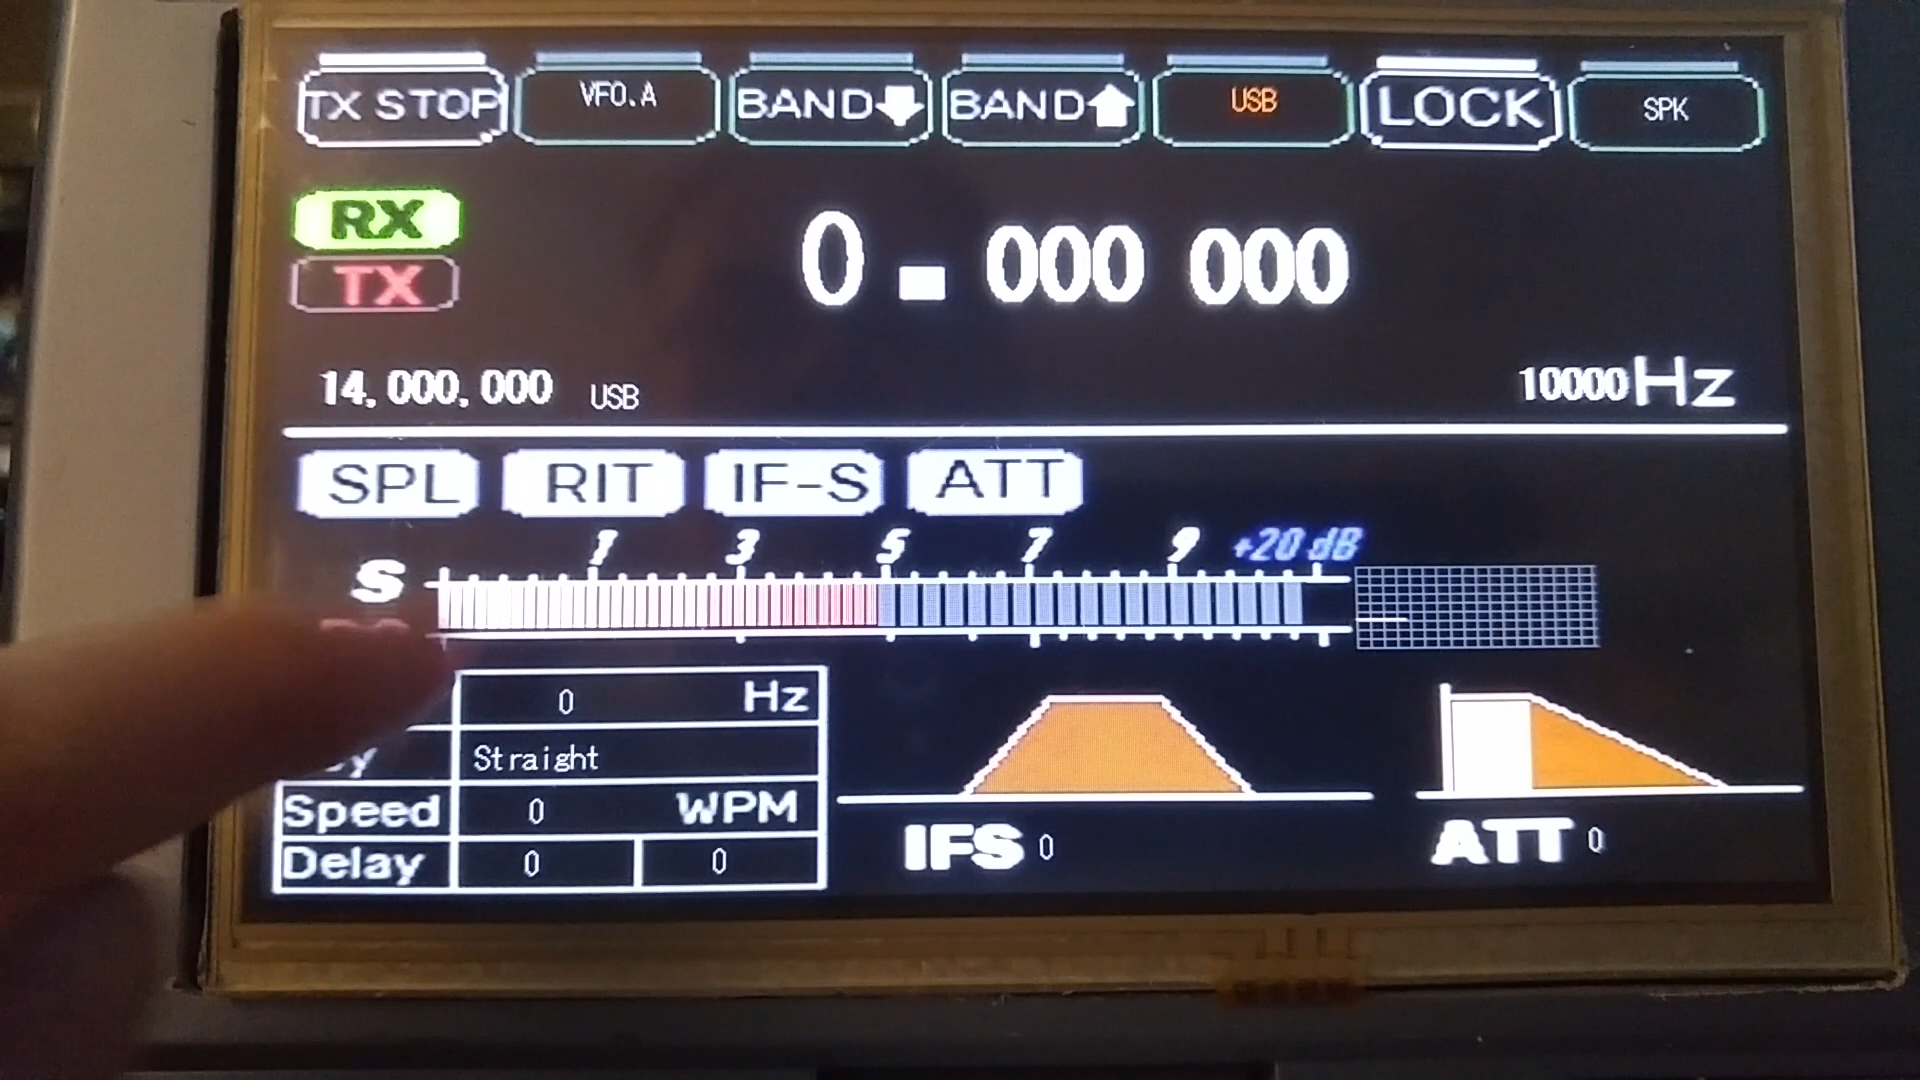 TX STOP VFO.A BAND BAND USB LOCK SPK
RX
0.000 000
TX
14,000,000 USB 10000Hz
SPL RIT IF-S ATT
1 3 5 7 9 +20 dB
S
0 Hz
Straight
Speed 0 WPM
Delay 0 0
IFS 0
ATT 0